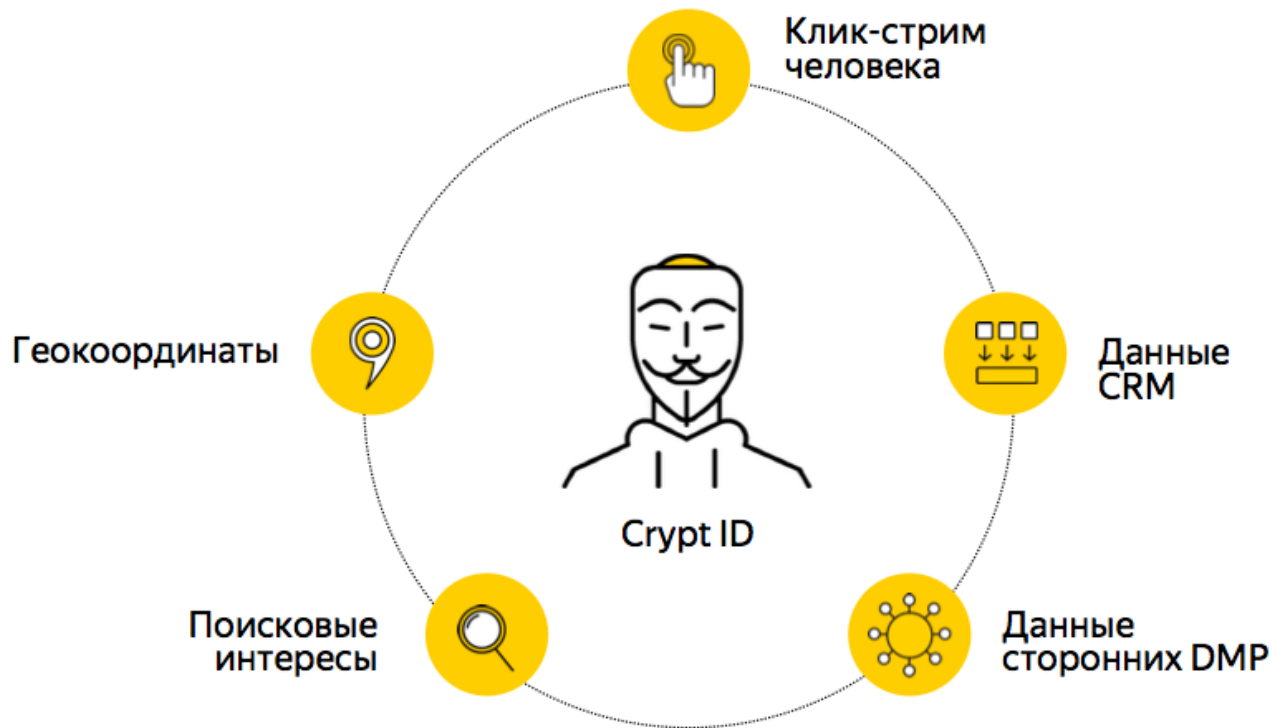 Клик-стрим
человека
Геокоординаты
Данные
CRM
Crypt ID
Поисковые
интересы
Данные
сторонних DMP